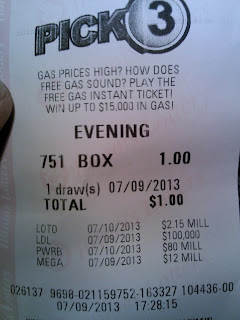 PICK 3
GAS PRICES HIGH? HOW DOES
FREE GAS SOUND? PLAY THE
FREE GAS INSTANT TICKET!
WIN UP TO $15,000 IN GAS!
EVENING
751 BOX 1.00
1 draw(s) 07/09/2013
TOTAL $1.00
LOTO 07/10/2013 $2.15 MILL
LDL 07/09/2013 $100,000
PWRB 07/10/2013 $80 MILL
MEGA 07/09/2013 $12 MILL
026137 9698-021159752-163327 104436-00
07/09/2013 17:28:15